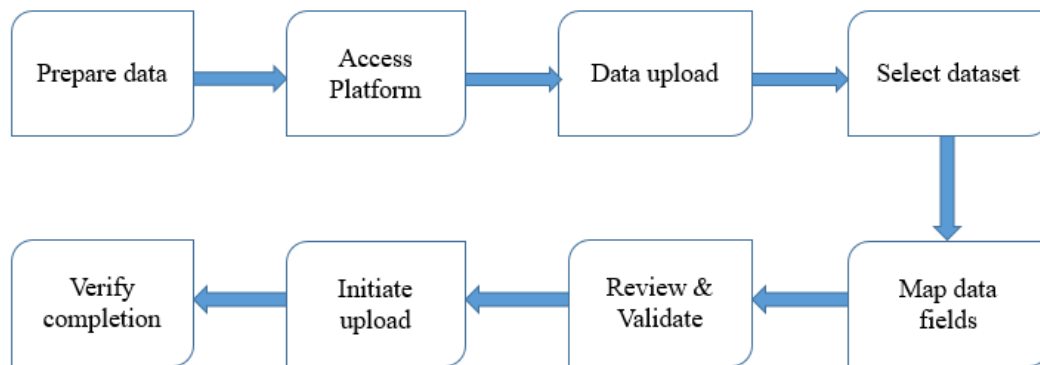 Prepare data
Access
Platform
Data upload
Select dataset
Map data
fields
Review &
Validate
Initiate
upload
Verify
completion